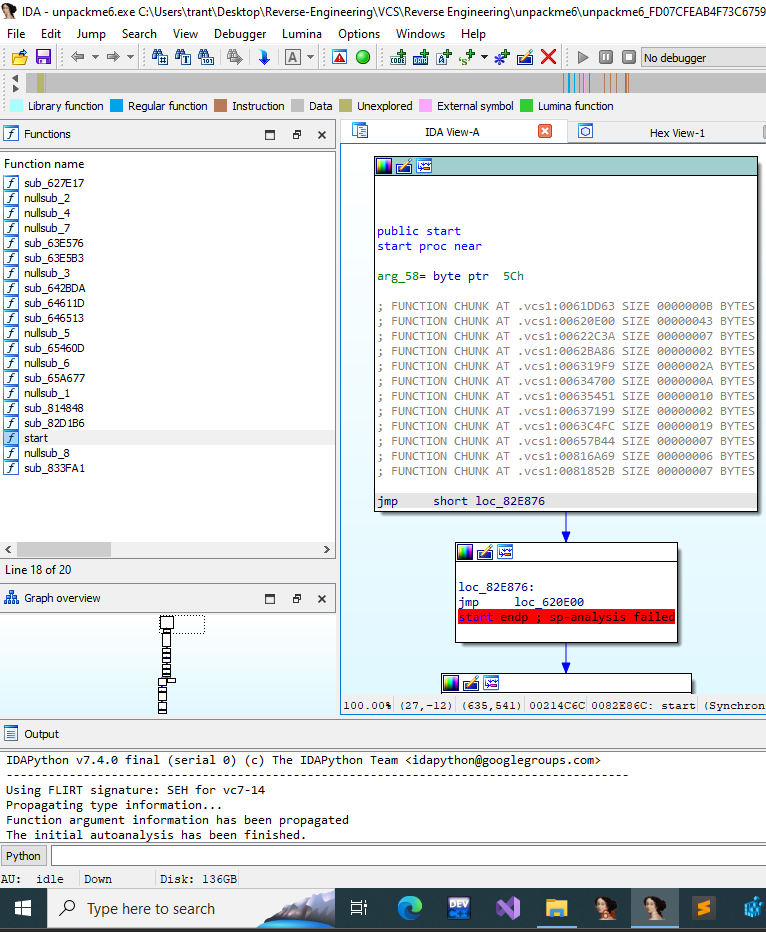 IDA - unpackme6.exe C:\Users\trant\Desktop\Reverse-Engineering\VCS\Reverse Engineering\unpackme6\unpackme6_FD07CFEAB4F73C6759
File Edit Jump Search View Debugger Lumina Options Windows Help
No debugger
Library function Regular function Instruction Data Unexplored External symbol Lumina function
Functions
Function name
sub_627E17
nullsub_2
nullsub_4
nullsub_7
sub_63E576
sub_63E5B3
nullsub_3
sub_642BDA
sub_64611D
sub_646513
nullsub_5
sub_65460D
nullsub_6
sub_65A677
nullsub_1
sub_814848
sub_82D1B6
start
nullsub_8
sub_833FA1
Line 18 of 20
Graph overview
IDA View-A Hex View-1
public start
start proc near
arg_58= byte ptr 5Ch
; FUNCTION CHUNK AT .vcs1:0061DD63 SIZE 0000000B BYTES
; FUNCTION CHUNK AT .vcs1:00620E00 SIZE 00000043 BYTES
; FUNCTION CHUNK AT .vcs1:00622C3A SIZE 00000007 BYTES
; FUNCTION CHUNK AT .vcs1:0062BA86 SIZE 00000002 BYTES
; FUNCTION CHUNK AT .vcs1:006319F9 SIZE 0000002A BYTES
; FUNCTION CHUNK AT .vcs1:00634700 SIZE 0000000A BYTES
; FUNCTION CHUNK AT .vcs1:00635451 SIZE 00000010 BYTES
; FUNCTION CHUNK AT .vcs1:00637199 SIZE 00000002 BYTES
; FUNCTION CHUNK AT .vcs1:0063C4FC SIZE 00000019 BYTES
; FUNCTION CHUNK AT .vcs1:00657B44 SIZE 00000007 BYTES
; FUNCTION CHUNK AT .vcs1:00816A69 SIZE 00000006 BYTES
; FUNCTION CHUNK AT .vcs1:0081852B SIZE 00000007 BYTES
jmp short loc_82E876
loc_82E876:
jmp loc_620E00
start endp ; sp-analysis failed
100.00% (27,-12) (635,541) 00214C6C 0082E86C: start (Synchron
Output
IDAPython v7.4.0 final (serial 0) (c) The IDAPython Team <idapython@googlegroups.com>
---------------------------------------------------------------------------------------------
Using FLIRT signature: SEH for vc7-14
Propagating type information...
Function argument information has been propagated
The initial autoanalysis has been finished.
Python
AU: idle Down Disk: 136GB
Type here to search
DEV